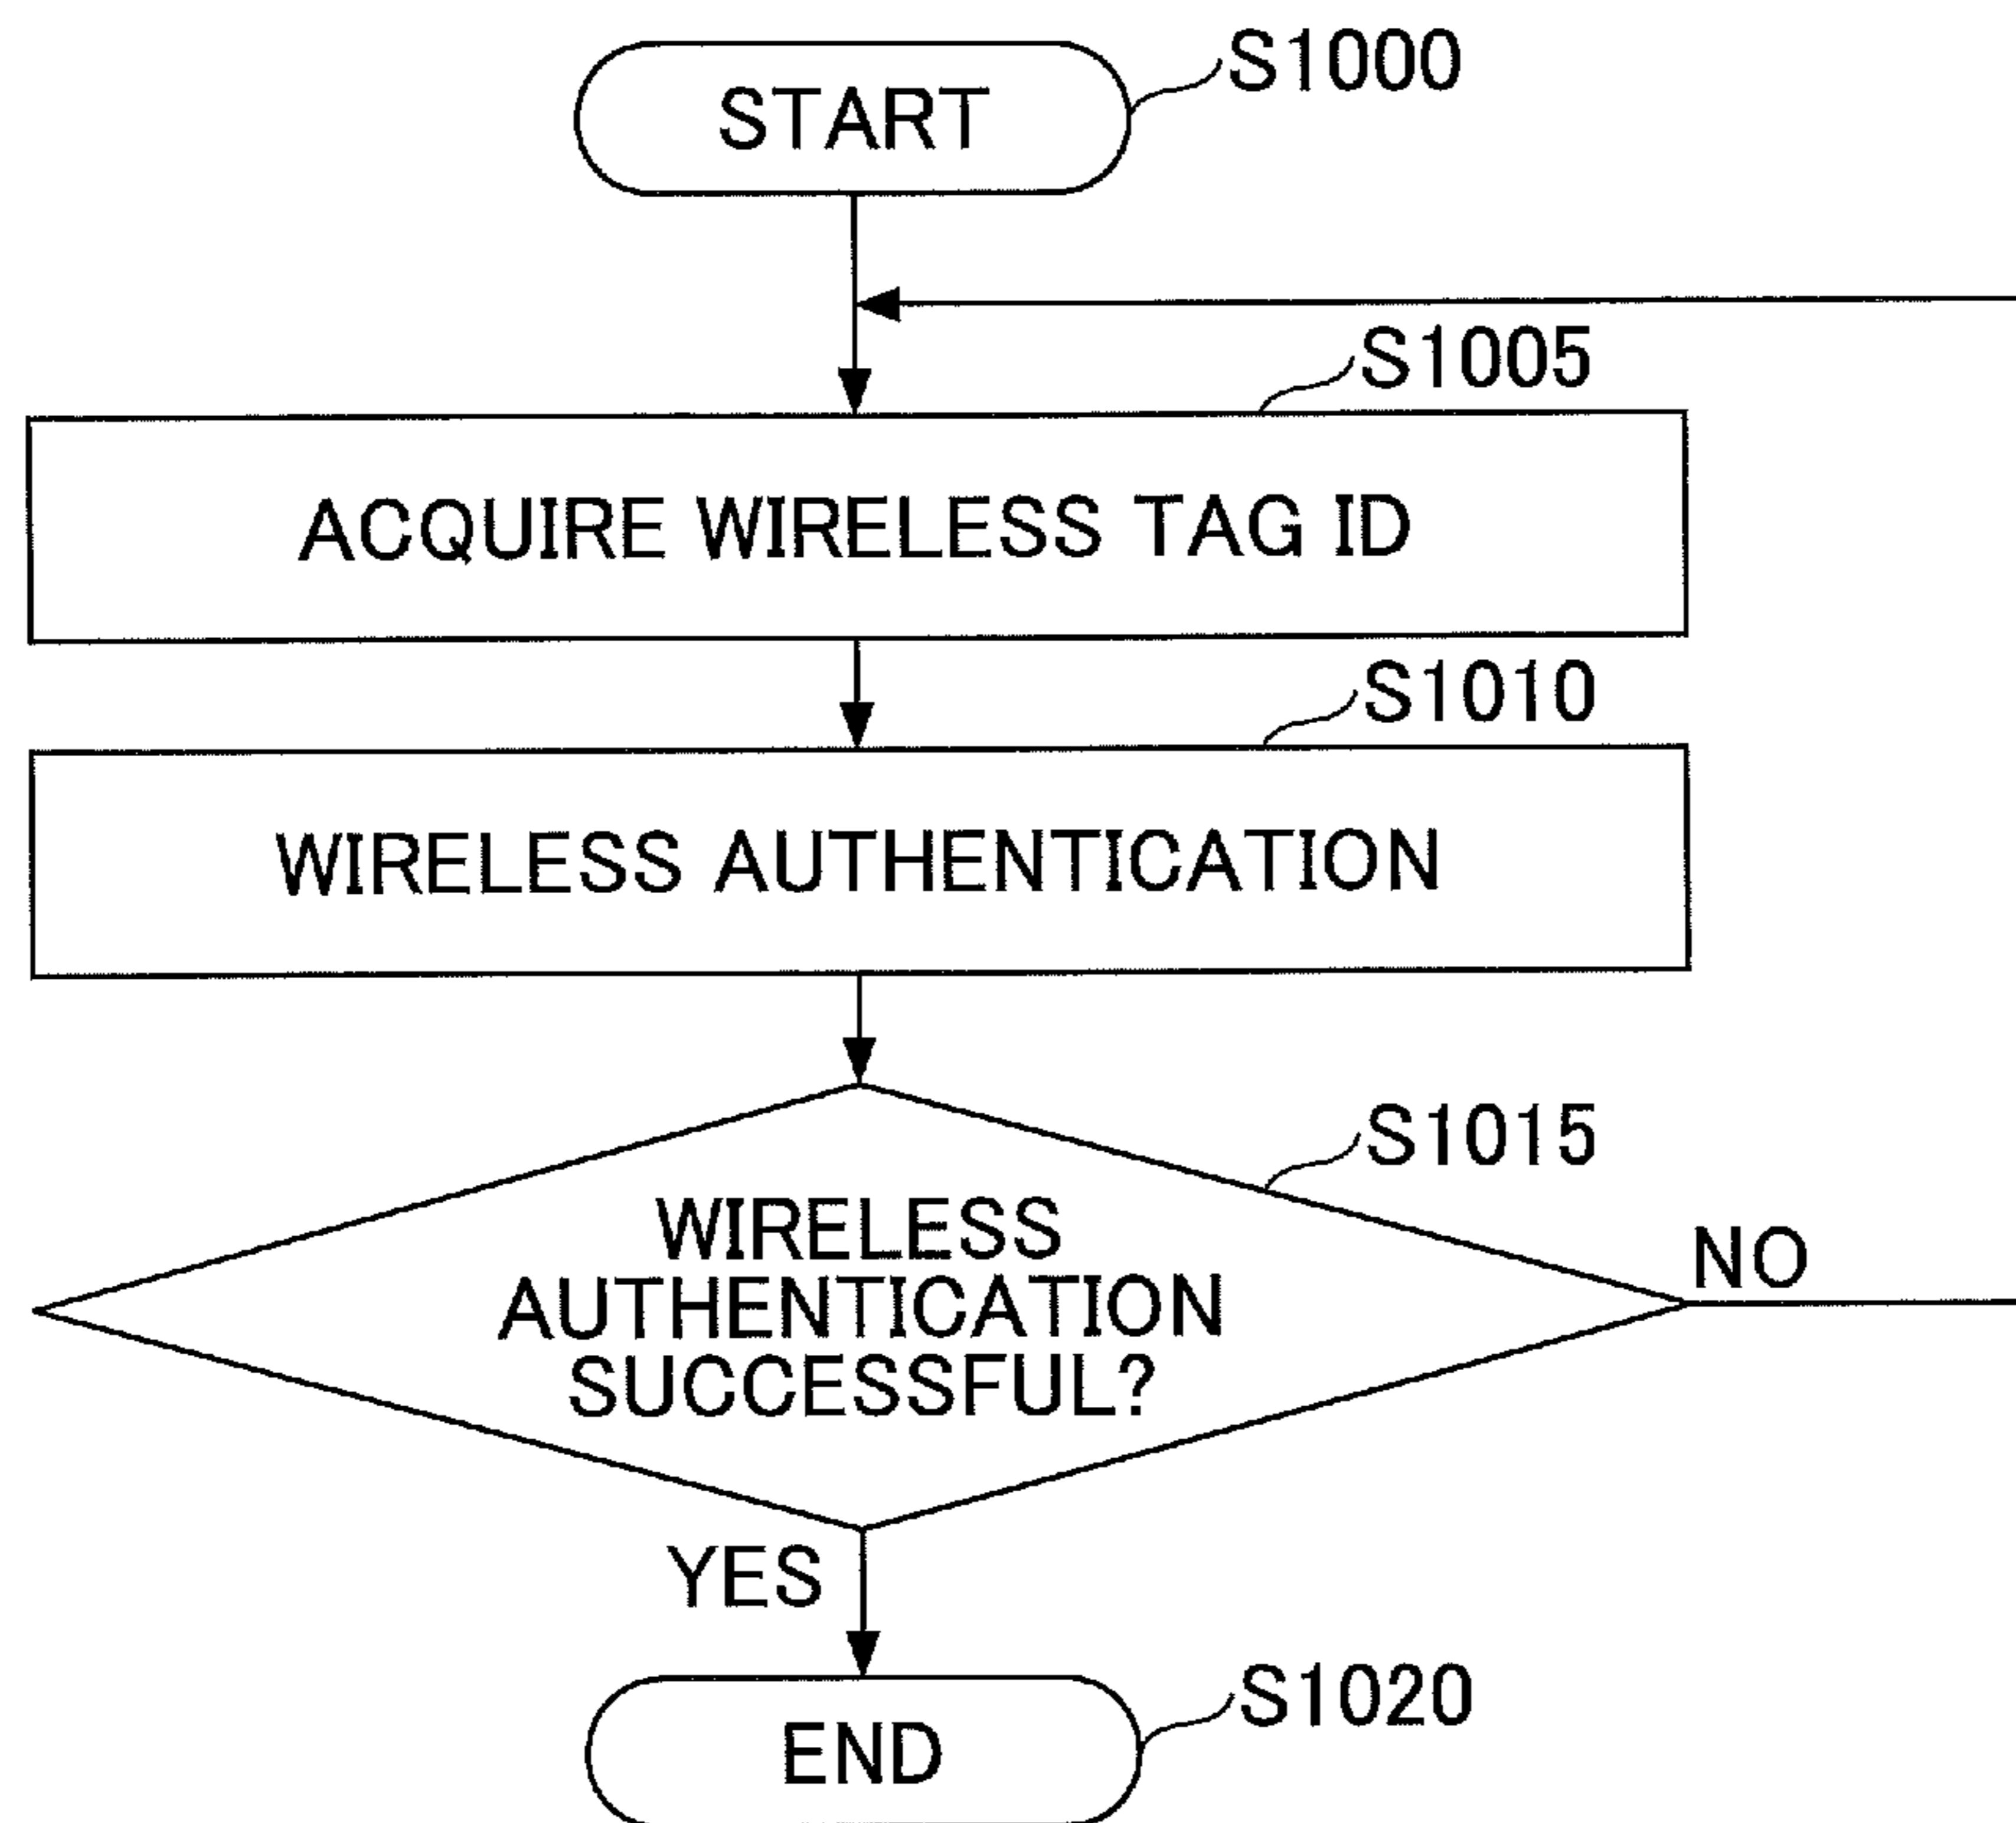 START
S1000
S1005
ACQUIRE WIRELESS TAG ID
S1010
WIRELESS AUTHENTICATION
S1015
WIRELESS
AUTHENTICATION
SUCCESSFUL?
NO
YES
END
S1020